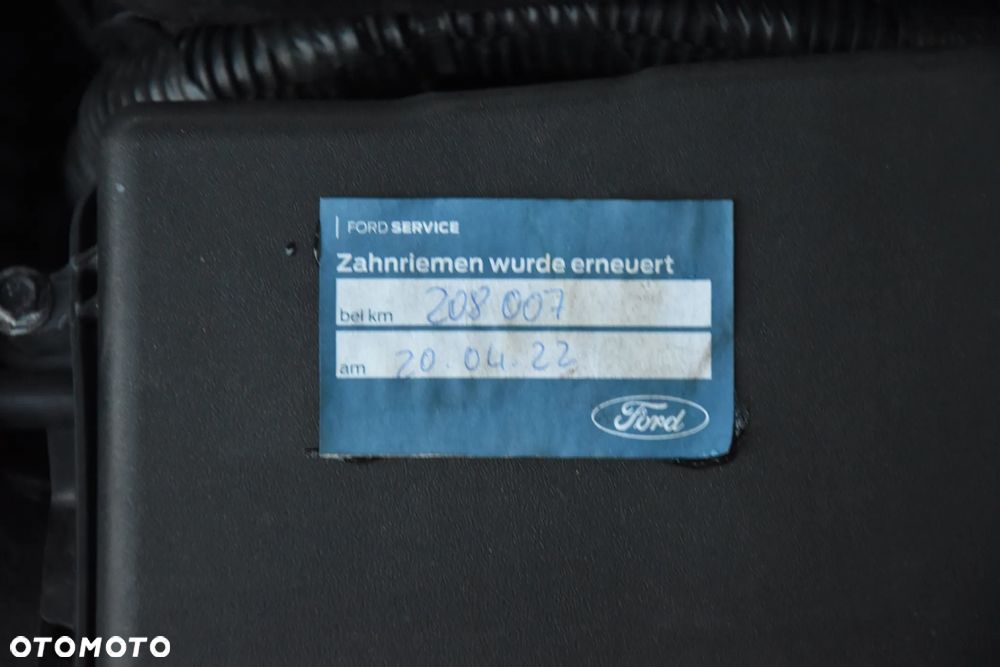 FORD SERVICE
Zahnriemen wurde erneuert
bei km 208 007
am 20.04.22
Ford
OTOMOTO